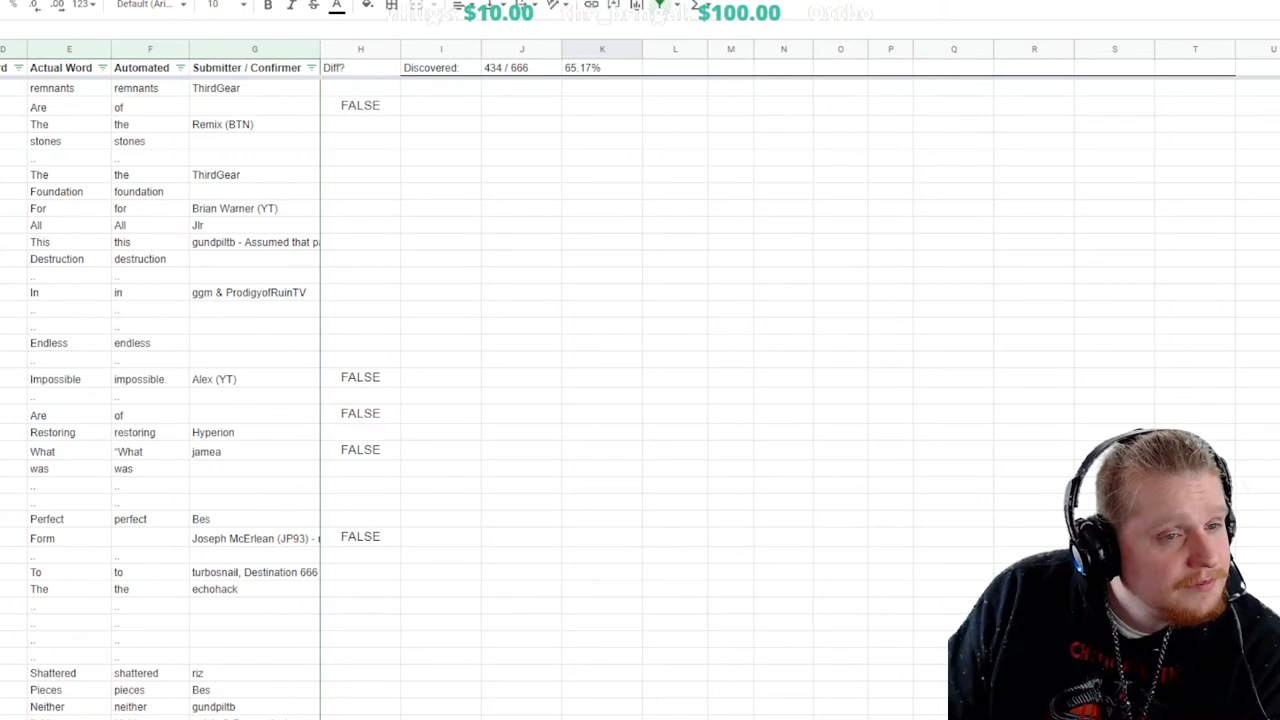 Default (Ari... 10 B I A
% .0 .00 123
$10.00 the_bengal: $100.00 Ortbo
D E F G H I J K L M N O P Q R S T U
d Actual Word Automated Submitter / Confirmer Diff? Discovered: 434 / 666 65.17%
remnants remnants ThirdGear
Are of FALSE
The the Remix (BTN)
stones stones
.. ..
The the ThirdGear
Foundation foundation
For for Brian Warner (YT)
All All Jlr
This this gundpiltb - Assumed that p
Destruction destruction
.. ..
In in ggm & ProdigyofRuinTV
.. ..
.. ..
Endless endless
.. ..
Impossible impossible. Alex (YT) FALSE
.. ..
Are of FALSE
Restoring restoring Hyperion
What "What jamea FALSE
was was
.. ..
.. ..
Perfect perfect Bes
Form Joseph McErlean (JP93) - FALSE
.. ..
To to turbosnail, Destination 666
The the echohack
.. ..
.. ..
.. ..
.. ..
Shattered shattered riz
Pieces pieces Bes
Neither neither gundpiltb